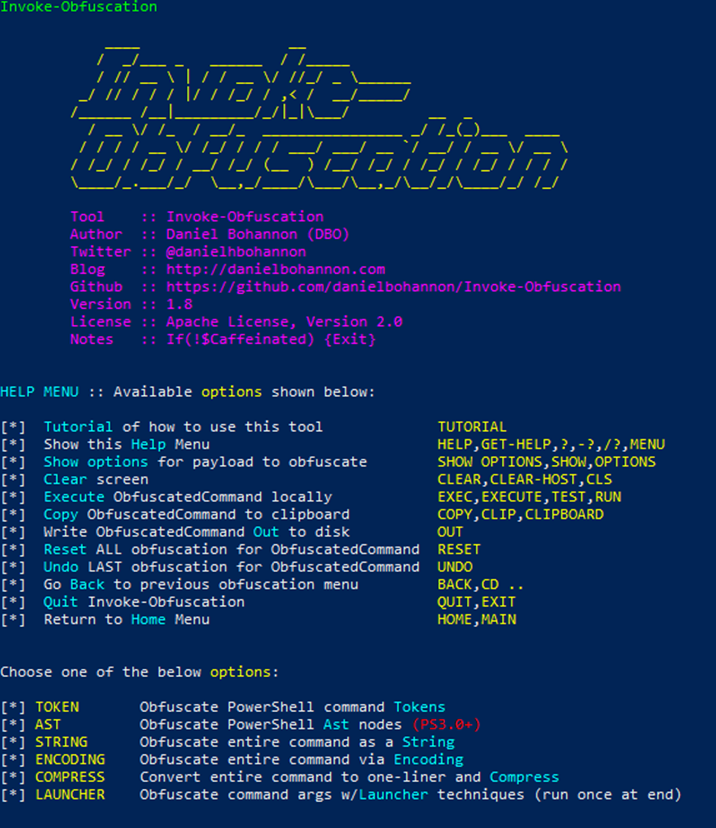 Invoke-Obfuscation
Invoke-
Obfuscation
Tool    :: Invoke-Obfuscation
Author  :: Daniel Bohannon (DBO)
Twitter :: @danielhbohannon
Blog    :: http://danielbohannon.com
Github  :: https://github.com/danielbohannon/Invoke-Obfuscation
Version :: 1.8
License :: Apache License, Version 2.0
Notes   :: If(!$Caffeinated) {Exit}
HELP MENU :: Available options shown below:
[*]  Tutorial of how to use this tool             TUTORIAL
[*]  Show this Help Menu                          HELP,GET-HELP,?,-?,/?,MENU
[*]  Show options for payload to obfuscate        SHOW OPTIONS,SHOW,OPTIONS
[*]  Clear screen                                 CLEAR,CLEAR-HOST,CLS
[*]  Execute ObfuscatedCommand locally            EXEC,EXECUTE,TEST,RUN
[*]  Copy ObfuscatedCommand to clipboard          COPY,CLIP,CLIPBOARD
[*]  Write ObfuscatedCommand Out to disk          OUT
[*]  Reset ALL obfuscation for ObfuscatedCommand  RESET
[*]  Undo LAST obfuscation for ObfuscatedCommand  UNDO
[*]  Go Back to previous obfuscation menu         BACK,CD ..
[*]  Quit Invoke-Obfuscation                      QUIT,EXIT
[*]  Return to Home Menu                          HOME,MAIN
Choose one of the below options:
[*] TOKEN       Obfuscate PowerShell command Tokens
[*] AST         Obfuscate PowerShell Ast nodes (PS3.0+)
[*] STRING      Obfuscate entire command as a String
[*] ENCODING    Obfuscate entire command via Encoding
[*] COMPRESS    Convert entire command to one-liner and Compress
[*] LAUNCHER    Obfuscate command args w/Launcher techniques (run once at end)